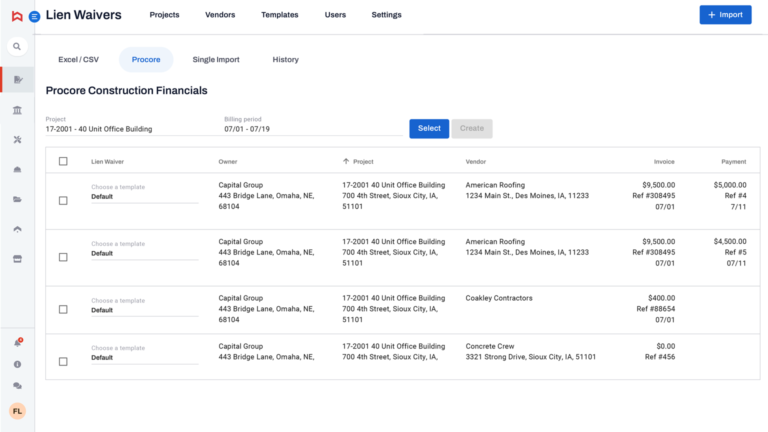 Lien Waivers
Projects Vendors Templates Users Settings
+ Import
Excel / CSV Procore Single Import History
Procore Construction Financials
Project
17-2001 - 40 Unit Office Building
Billing period
07/01 - 07/19
Select Create
Lien Waiver Owner Project Vendor Invoice Payment
Choose a template
Default
Capital Group
443 Bridge Lane, Omaha, NE,
68104
17-2001 40 Unit Office Building
700 4th Street, Sioux City, IA,
51101
American Roofing
1234 Main St., Des Moines, IA, 11233
$9,500.00
Ref #308495
07/01
$5,000.00
Ref #4
7/11
Choose a template
Default
Capital Group
443 Bridge Lane, Omaha, NE,
68104
17-2001 40 Unit Office Building
700 4th Street, Sioux City, IA,
51101
American Roofing
1234 Main St., Des Moines, IA, 11233
$9,500.00
Ref #308495
07/01
$4,500.00
Ref #5
07/11
Choose a template
Default
Capital Group
443 Bridge Lane, Omaha, NE,
68104
17-2001 40 Unit Office Building
700 4th Street, Sioux City, IA,
51101
Coakley Contractors
$400.00
Ref #88654
07/01
Choose a template
Default
Capital Group
443 Bridge Lane, Omaha, NE,
17-2001 40 Unit Office Building
700 4th Street, Sioux City, IA,
Concrete Crew
3321 Strong Drive, Sioux City, IA, 51101
$0.00
Ref #456
FL